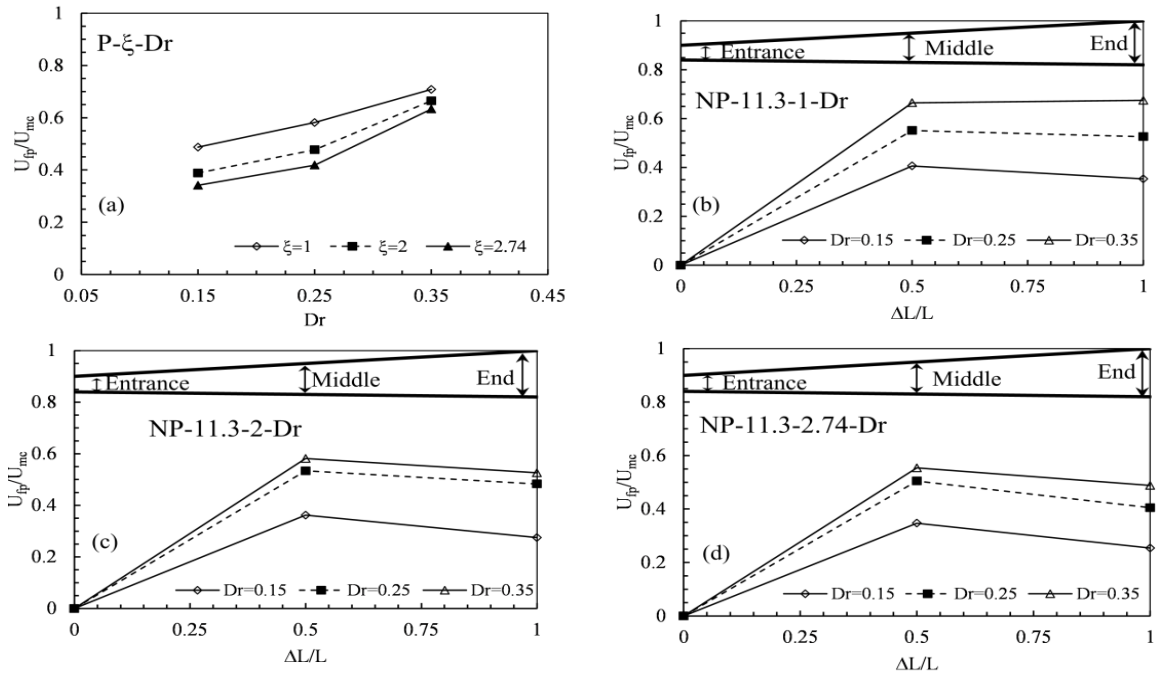 P-ξ-Dr
1
0.8
0.6
0.4
0.2
0
U_fp/U_mc
(a)
ξ=1 ξ=2 ξ=2.74
0.05 0.15 0.25 0.35 0.45
Dr
1
0.8
0.6
0.4
0.2
0
U_fp/U_mc
Entrance Middle End
NP-11.3-1-Dr
(b)
Dr=0.15 Dr=0.25 Dr=0.35
0 0.25 0.5 0.75 1
ΔL/L
1
0.8
0.6
0.4
0.2
0
U_fp/U_mc
Entrance Middle End
NP-11.3-2-Dr
(c)
Dr=0.15 Dr=0.25 Dr=0.35
0 0.25 0.5 0.75 1
ΔL/L
1
0.8
0.6
0.4
0.2
0
U_fp/U_mc
Entrance Middle End
NP-11.3-2.74-Dr
(d)
Dr=0.15 Dr=0.25 Dr=0.35
0 0.25 0.5 0.75 1
ΔL/L